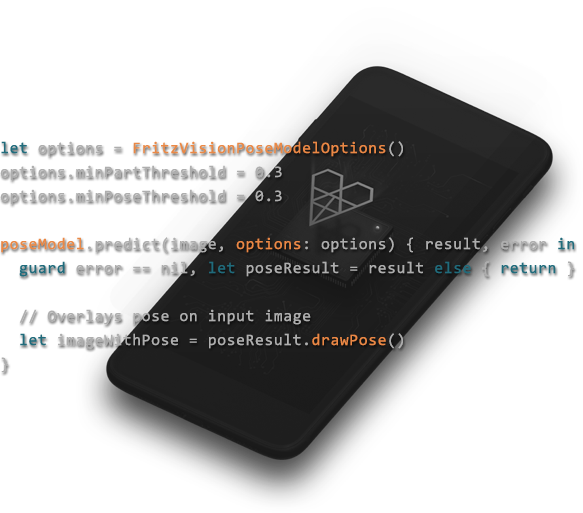 let options = FritzVisionPoseModelOptions()
options.minPartThreshold = 0.3
options.minPoseThreshold = 0.3
poseModel.predict(image, options: options) { result, error in
guard error == nil, let poseResult = result else { return }
// Overlays pose on input image
let imageWithPose = poseResult.drawPose()
}